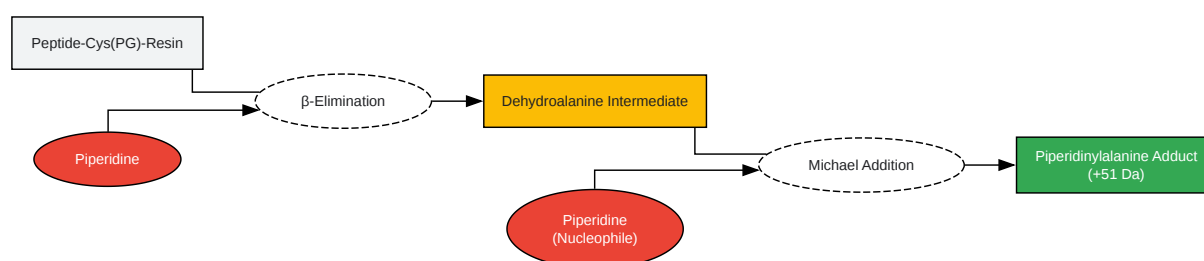 Peptide-Cys(PG)-Resin
β-Elimination
Dehydroalanine Intermediate
Piperidine
Michael Addition
Piperidinylalanine Adduct
(+51 Da)
Piperidine
(Nucleophile)